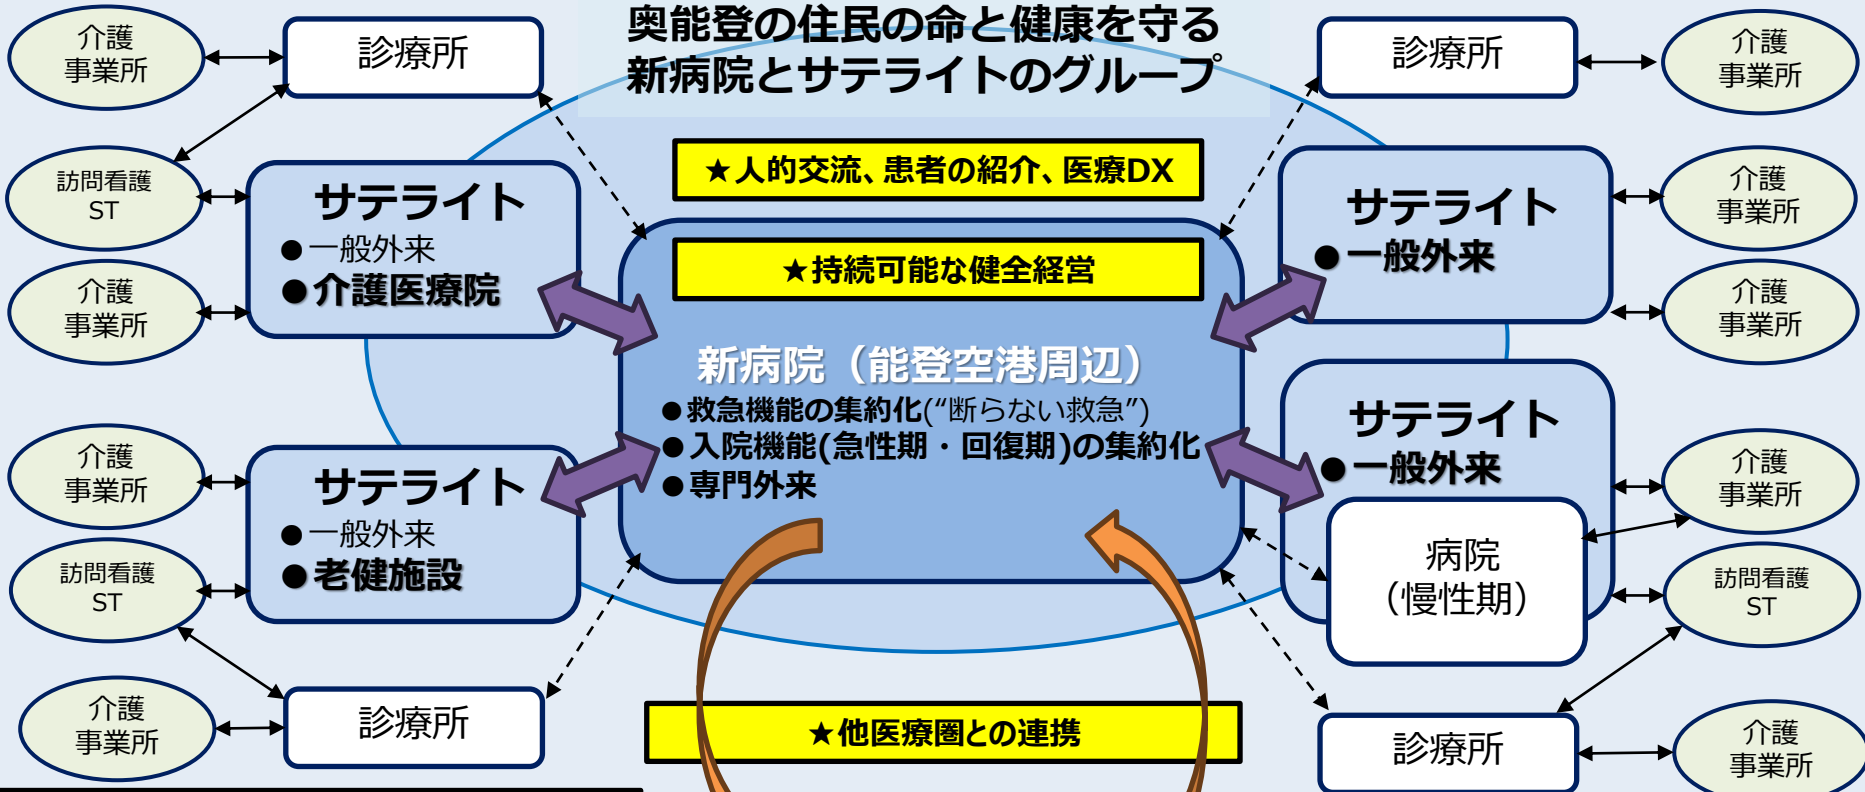 奥能登の住民の命と健康を守る
新病院とサテライトのグループ
介護
事業所
診療所
診療所
介護
事業所
★人的交流、患者の紹介、医療DX
訪問看護
ST
サテライト
●一般外来
●介護医療院
サテライト
●一般外来
介護
事業所
介護
事業所
★持続可能な健全経営
介護
事業所
新病院（能登空港周辺）
●救急機能の集約化(“断らない救急”)
●入院機能(急性期・回復期)の集約化
●専門外来
介護
事業所
サテライト
●一般外来
●老健施設
サテライト
●一般外来
病院
（慢性期）
介護
事業所
訪問看護
ST
訪問看護
ST
介護
事業所
診療所
★他医療圏との連携
診療所
介護
事業所